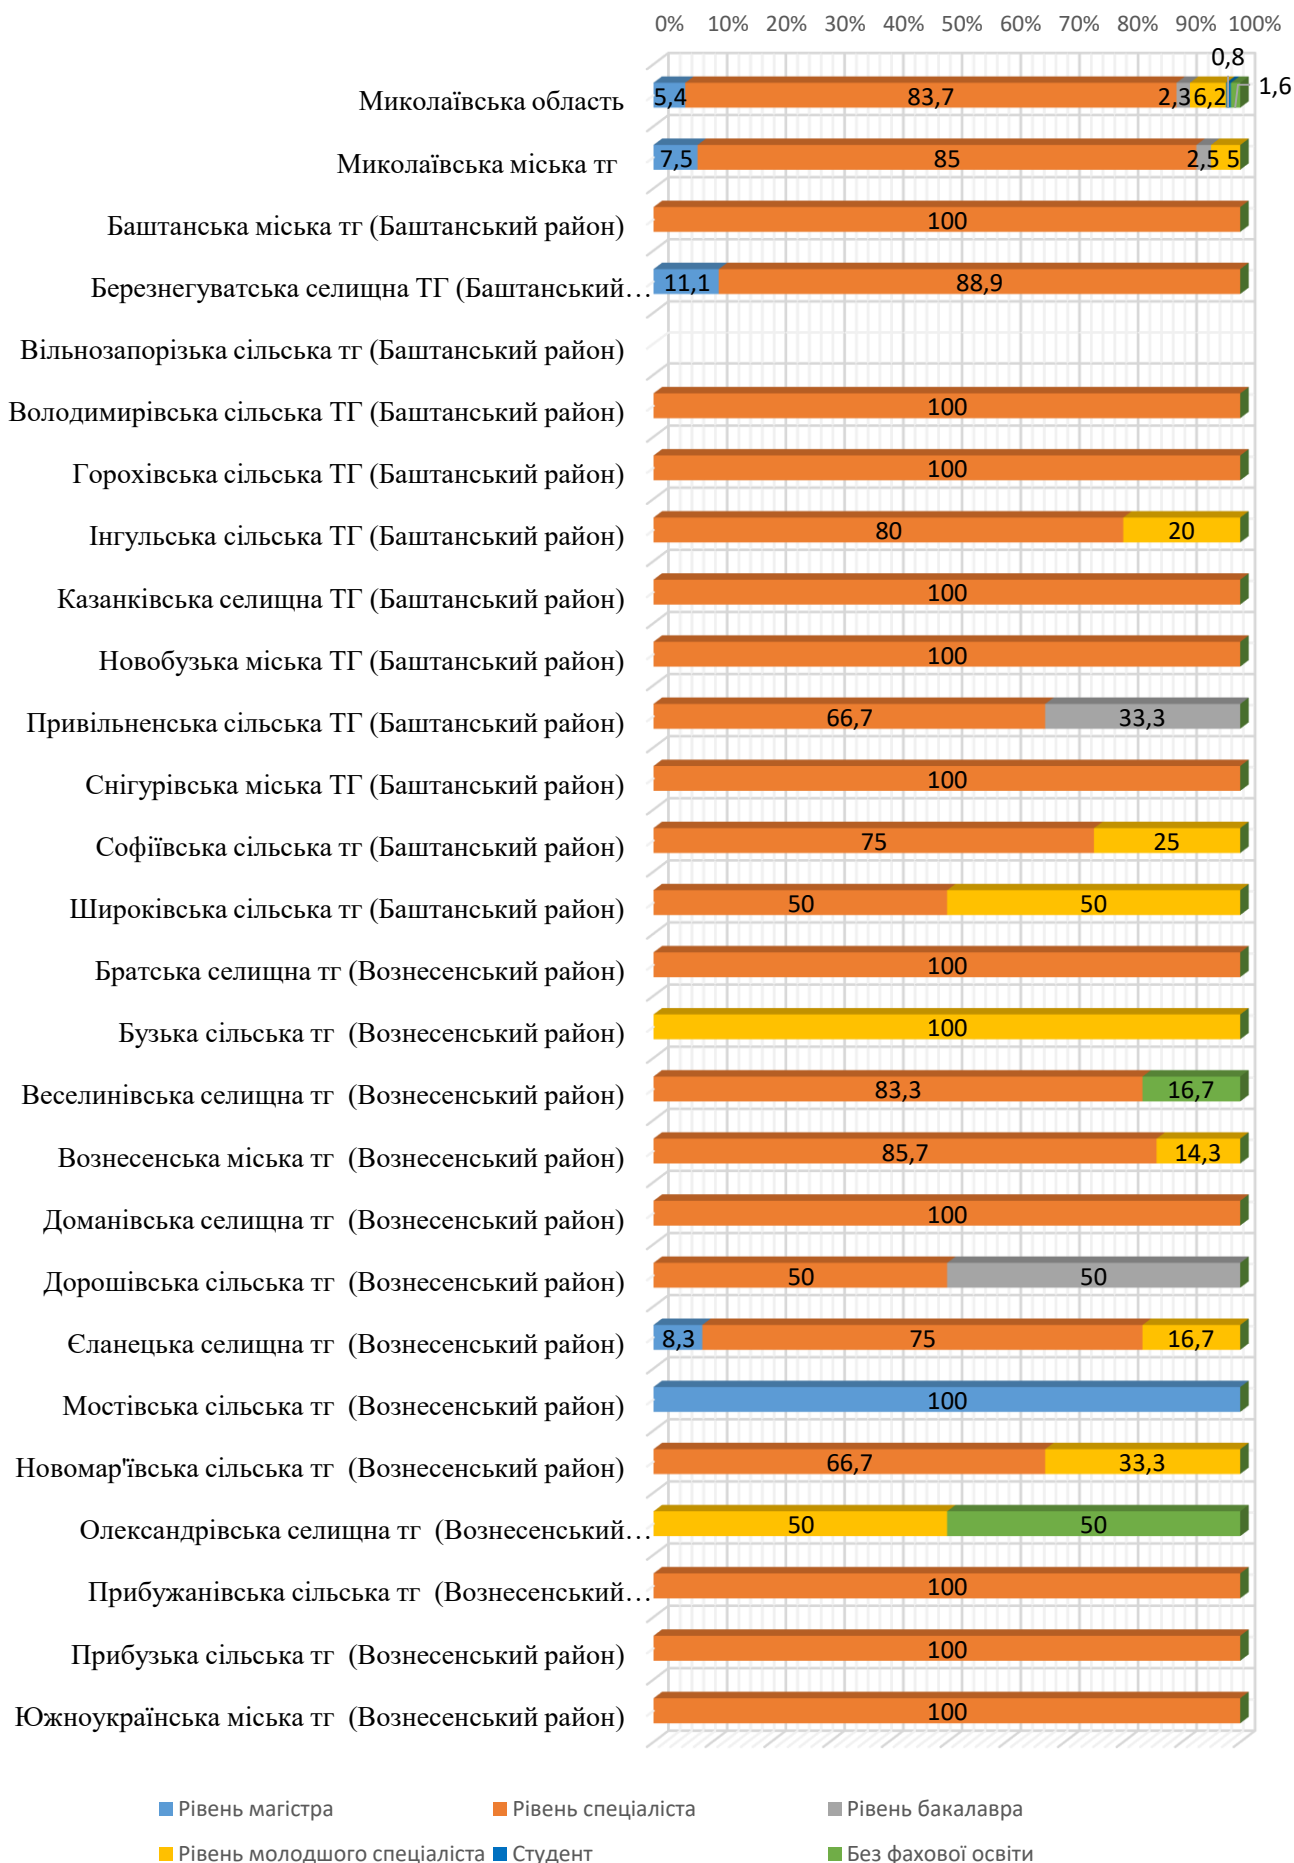 0% 10% 20% 30% 40% 50% 60% 70% 80% 90% 100%
0,8
Миколаївська область 5,4 83,7 2,3 6,2 1,6
Миколаївська міська тг 7,5 85 2,5 5
Баштанська міська тг (Баштанський район) 100
Березнегуватська селищна ТГ (Баштанський… 11,1 88,9
Вільнозапорізька сільська тг (Баштанський район)
Володимирівська сільська ТГ (Баштанський район) 100
Горохівська сільська ТГ (Баштанський район) 100
Інгульська сільська ТГ (Баштанський район) 80 20
Казанківська селищна ТГ (Баштанський район) 100
Новобузька міська ТГ (Баштанський район) 100
Привільненська сільська ТГ (Баштанський район) 66,7 33,3
Снігурівська міська ТГ (Баштанський район) 100
Софіївська сільська тг (Баштанський район) 75 25
Широківська сільська тг (Баштанський район) 50 50
Братська селищна тг (Вознесенський район) 100
Бузька сільська тг (Вознесенський район) 100
Веселинівська селищна тг (Вознесенський район) 83,3 16,7
Вознесенська міська тг (Вознесенський район) 85,7 14,3
Доманівська селищна тг (Вознесенський район) 100
Дорошівська сільська тг (Вознесенський район) 50 50
Єланецька селищна тг (Вознесенський район) 8,3 75 16,7
Мостівська сільська тг (Вознесенський район) 100
Новомар'ївська сільська тг (Вознесенський район) 66,7 33,3
Олександрівська селищна тг (Вознесенський… 50 50
Прибужанівська сільська тг (Вознесенський… 100
Прибузька сільська тг (Вознесенський район) 100
Южноукраїнська міська тг (Вознесенський район) 100
Рівень магістра Рівень спеціаліста Рівень бакалавра
Рівень молодшого спеціаліста Студент Без фахової освіти